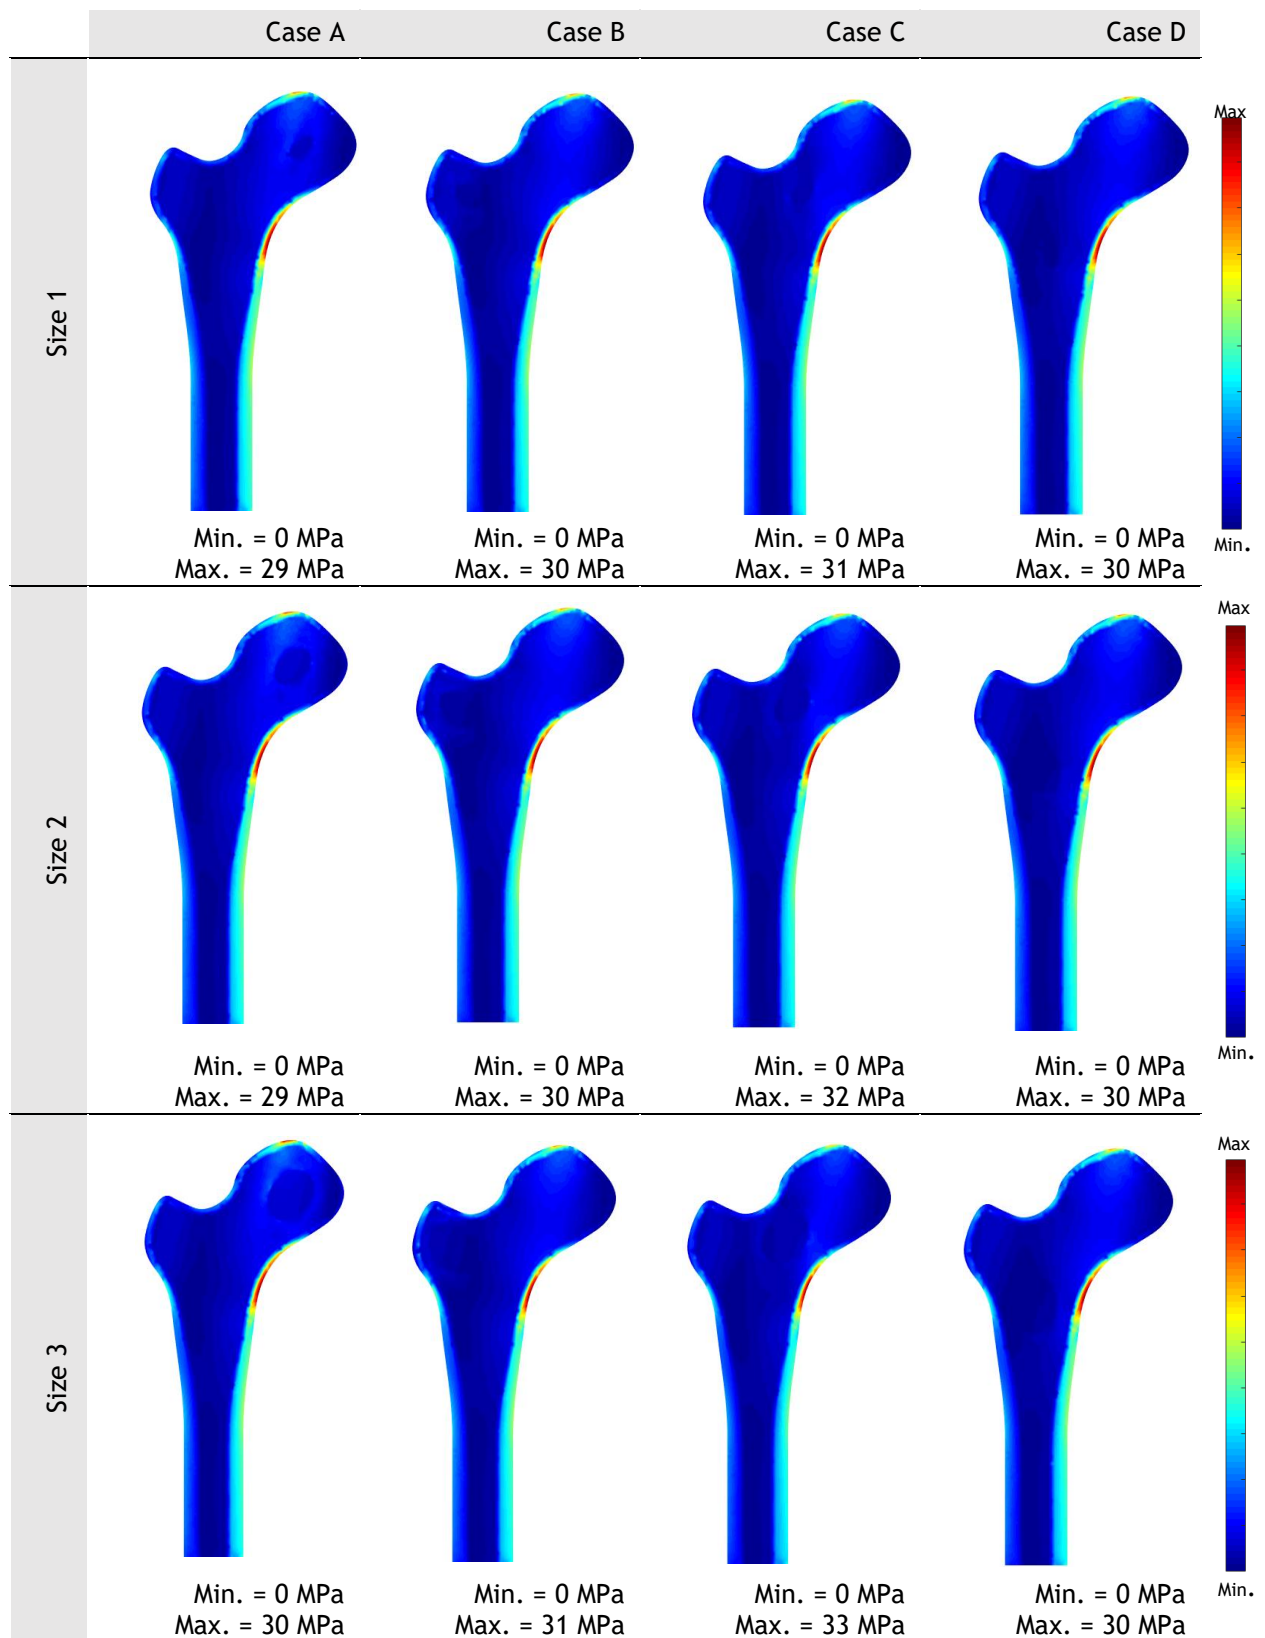 Case A Case B Case C Case D
Size 1
Max
Min.
Min. = 0 MPa Min. = 0 MPa Min. = 0 MPa Min. = 0 MPa
Max. = 29 MPa Max. = 30 MPa Max. = 31 MPa Max. = 30 MPa
Size 2
Max
Min.
Min. = 0 MPa Min. = 0 MPa Min. = 0 MPa Min. = 0 MPa
Max. = 29 MPa Max. = 30 MPa Max. = 32 MPa Max. = 30 MPa
Size 3
Max
Min.
Min. = 0 MPa Min. = 0 MPa Min. = 0 MPa Min. = 0 MPa
Max. = 30 MPa Max. = 31 MPa Max. = 33 MPa Max. = 30 MPa